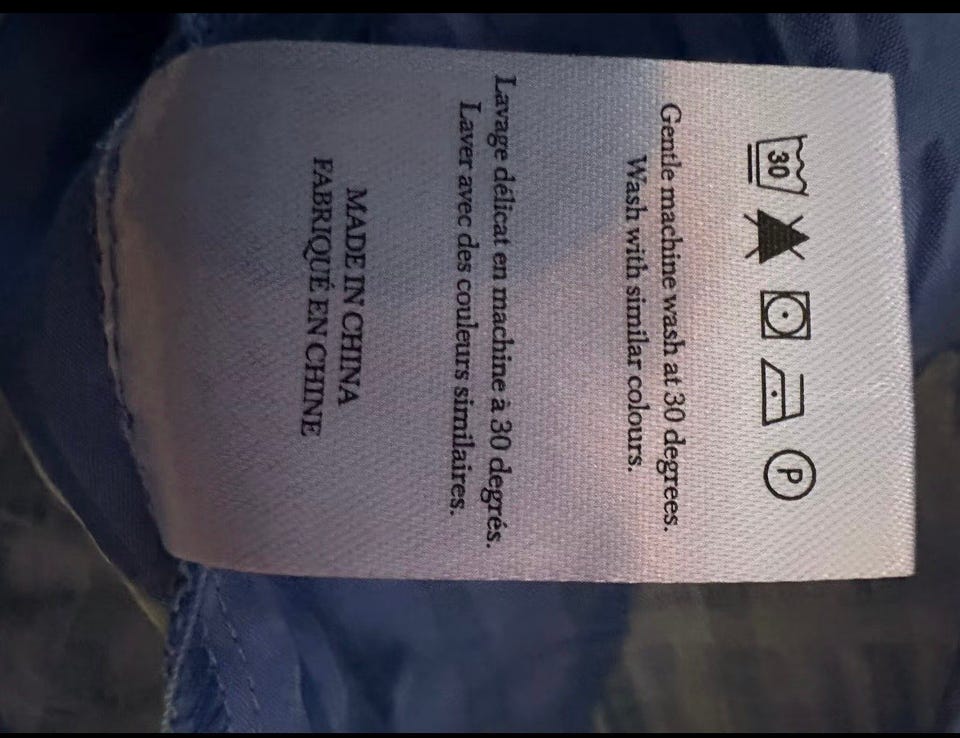 30 P
Gentle machine wash at 30 degrees.
Wash with similar colours.
Lavage délicat en machine à 30 degrés.
Laver avec des couleurs similaires.
MADE IN CHINA
FABRIQUÉ EN CHINE